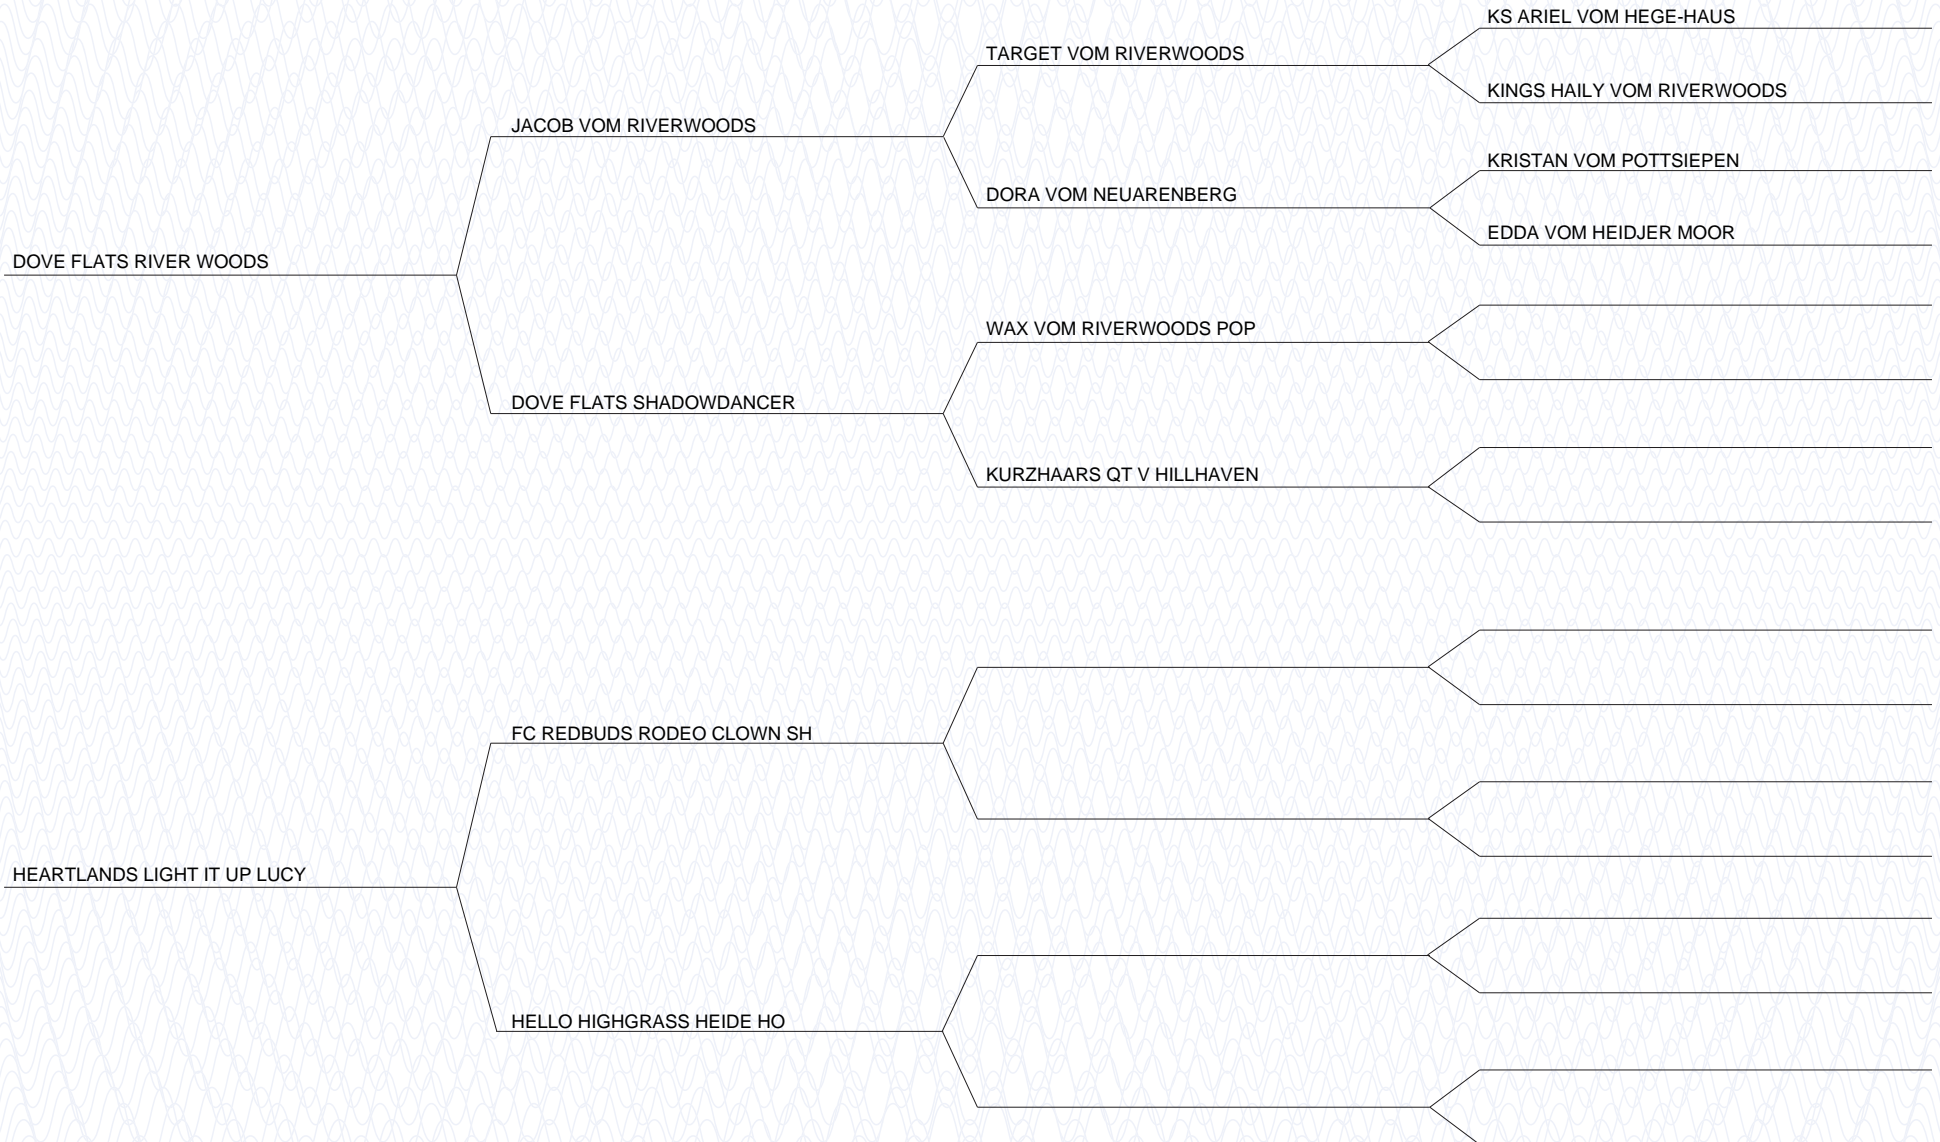 KS ARIEL VOM HEGE-HAUS
TARGET VOM RIVERWOODS
KINGS HAILY VOM RIVERWOODS
JACOB VOM RIVERWOODS
KRISTAN VOM POTTSIEPEN
DORA VOM NEUARENBERG
EDDA VOM HEIDJER MOOR
DOVE FLATS RIVER WOODS
WAX VOM RIVERWOODS POP
DOVE FLATS SHADOWDANCER
KURZHAARS QT V HILLHAVEN
FC REDBUDS RODEO CLOWN SH
HEARTLANDS LIGHT IT UP LUCY
HELLO HIGHGRASS HEIDE HO